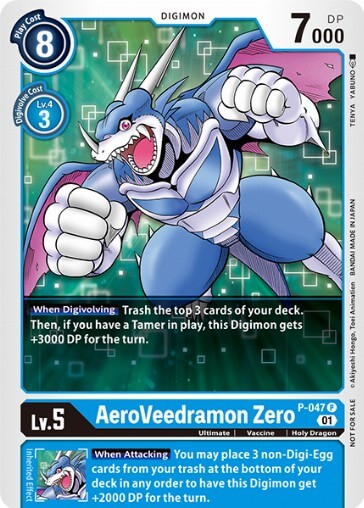 Play Cost
8
DIGIMON
7000
DP
Digivolve Cost
Lv.4
3
TENYA YABUNO
BANDAI MADE IN JAPAN
© Akiyoshi Hongo, Toei Animation
NOT FOR SALE
When Digivolving Trash the top 3 cards of your deck.
Then, if you have a Tamer in play, this Digimon gets
+3000 DP for the turn.
Lv.5
AeroVeedramon Zero
P-047 P
01
Ultimate | Vaccine | Holy Dragon
Inherited Effect
When Attacking You may place 3 non-Digi-Egg
cards from your trash at the bottom of your
deck in any order to have this Digimon get
+2000 DP for the turn.